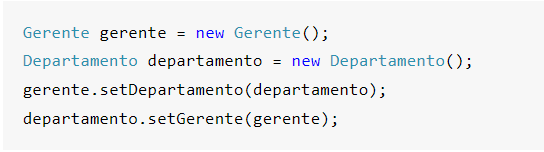 Gerente gerente = new Gerente();
Departamento departamento = new Departamento();
gerente.setDepartamento(departamento);
departamento.setGerente(gerente);